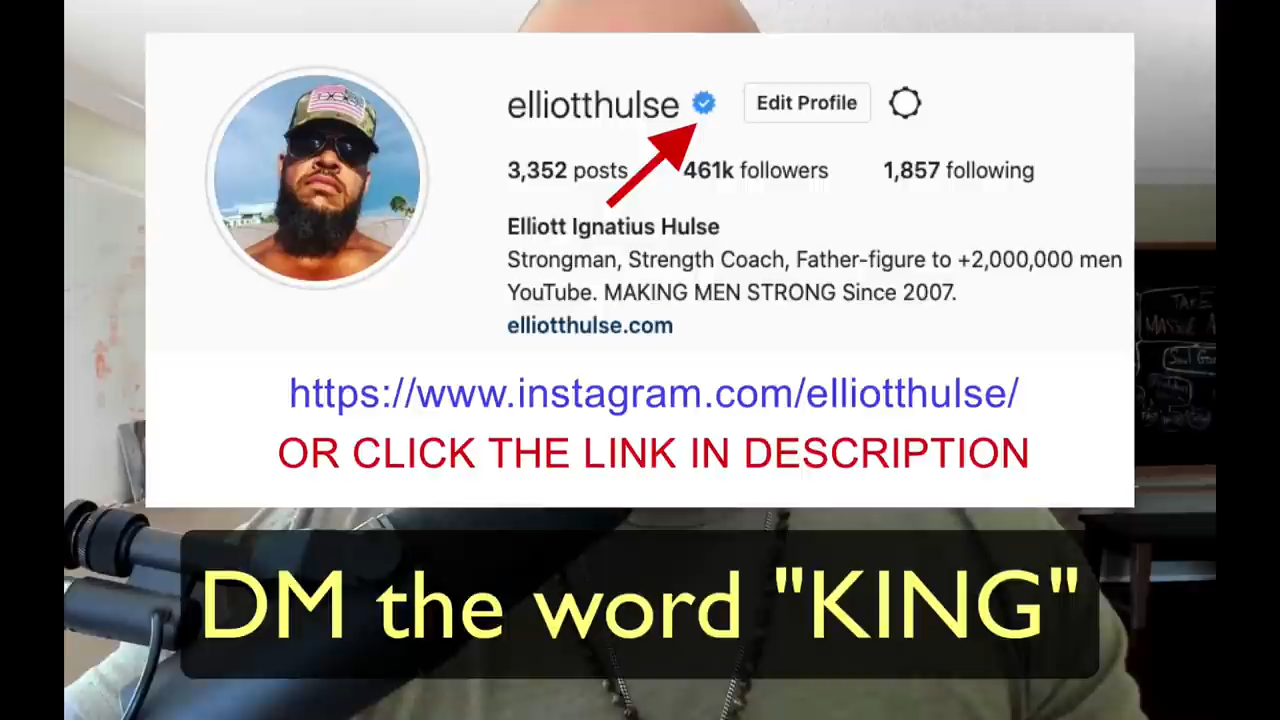 elliotthulse Edit Profile
3,352 posts 461k followers 1,857 following
Elliott Ignatius Hulse
Strongman, Strength Coach, Father-figure to +2,000,000 men
YouTube. MAKING MEN STRONG Since 2007.
elliotthulse.com
https://www.instagram.com/elliotthulse/
OR CLICK THE LINK IN DESCRIPTION
DM the word "KING"